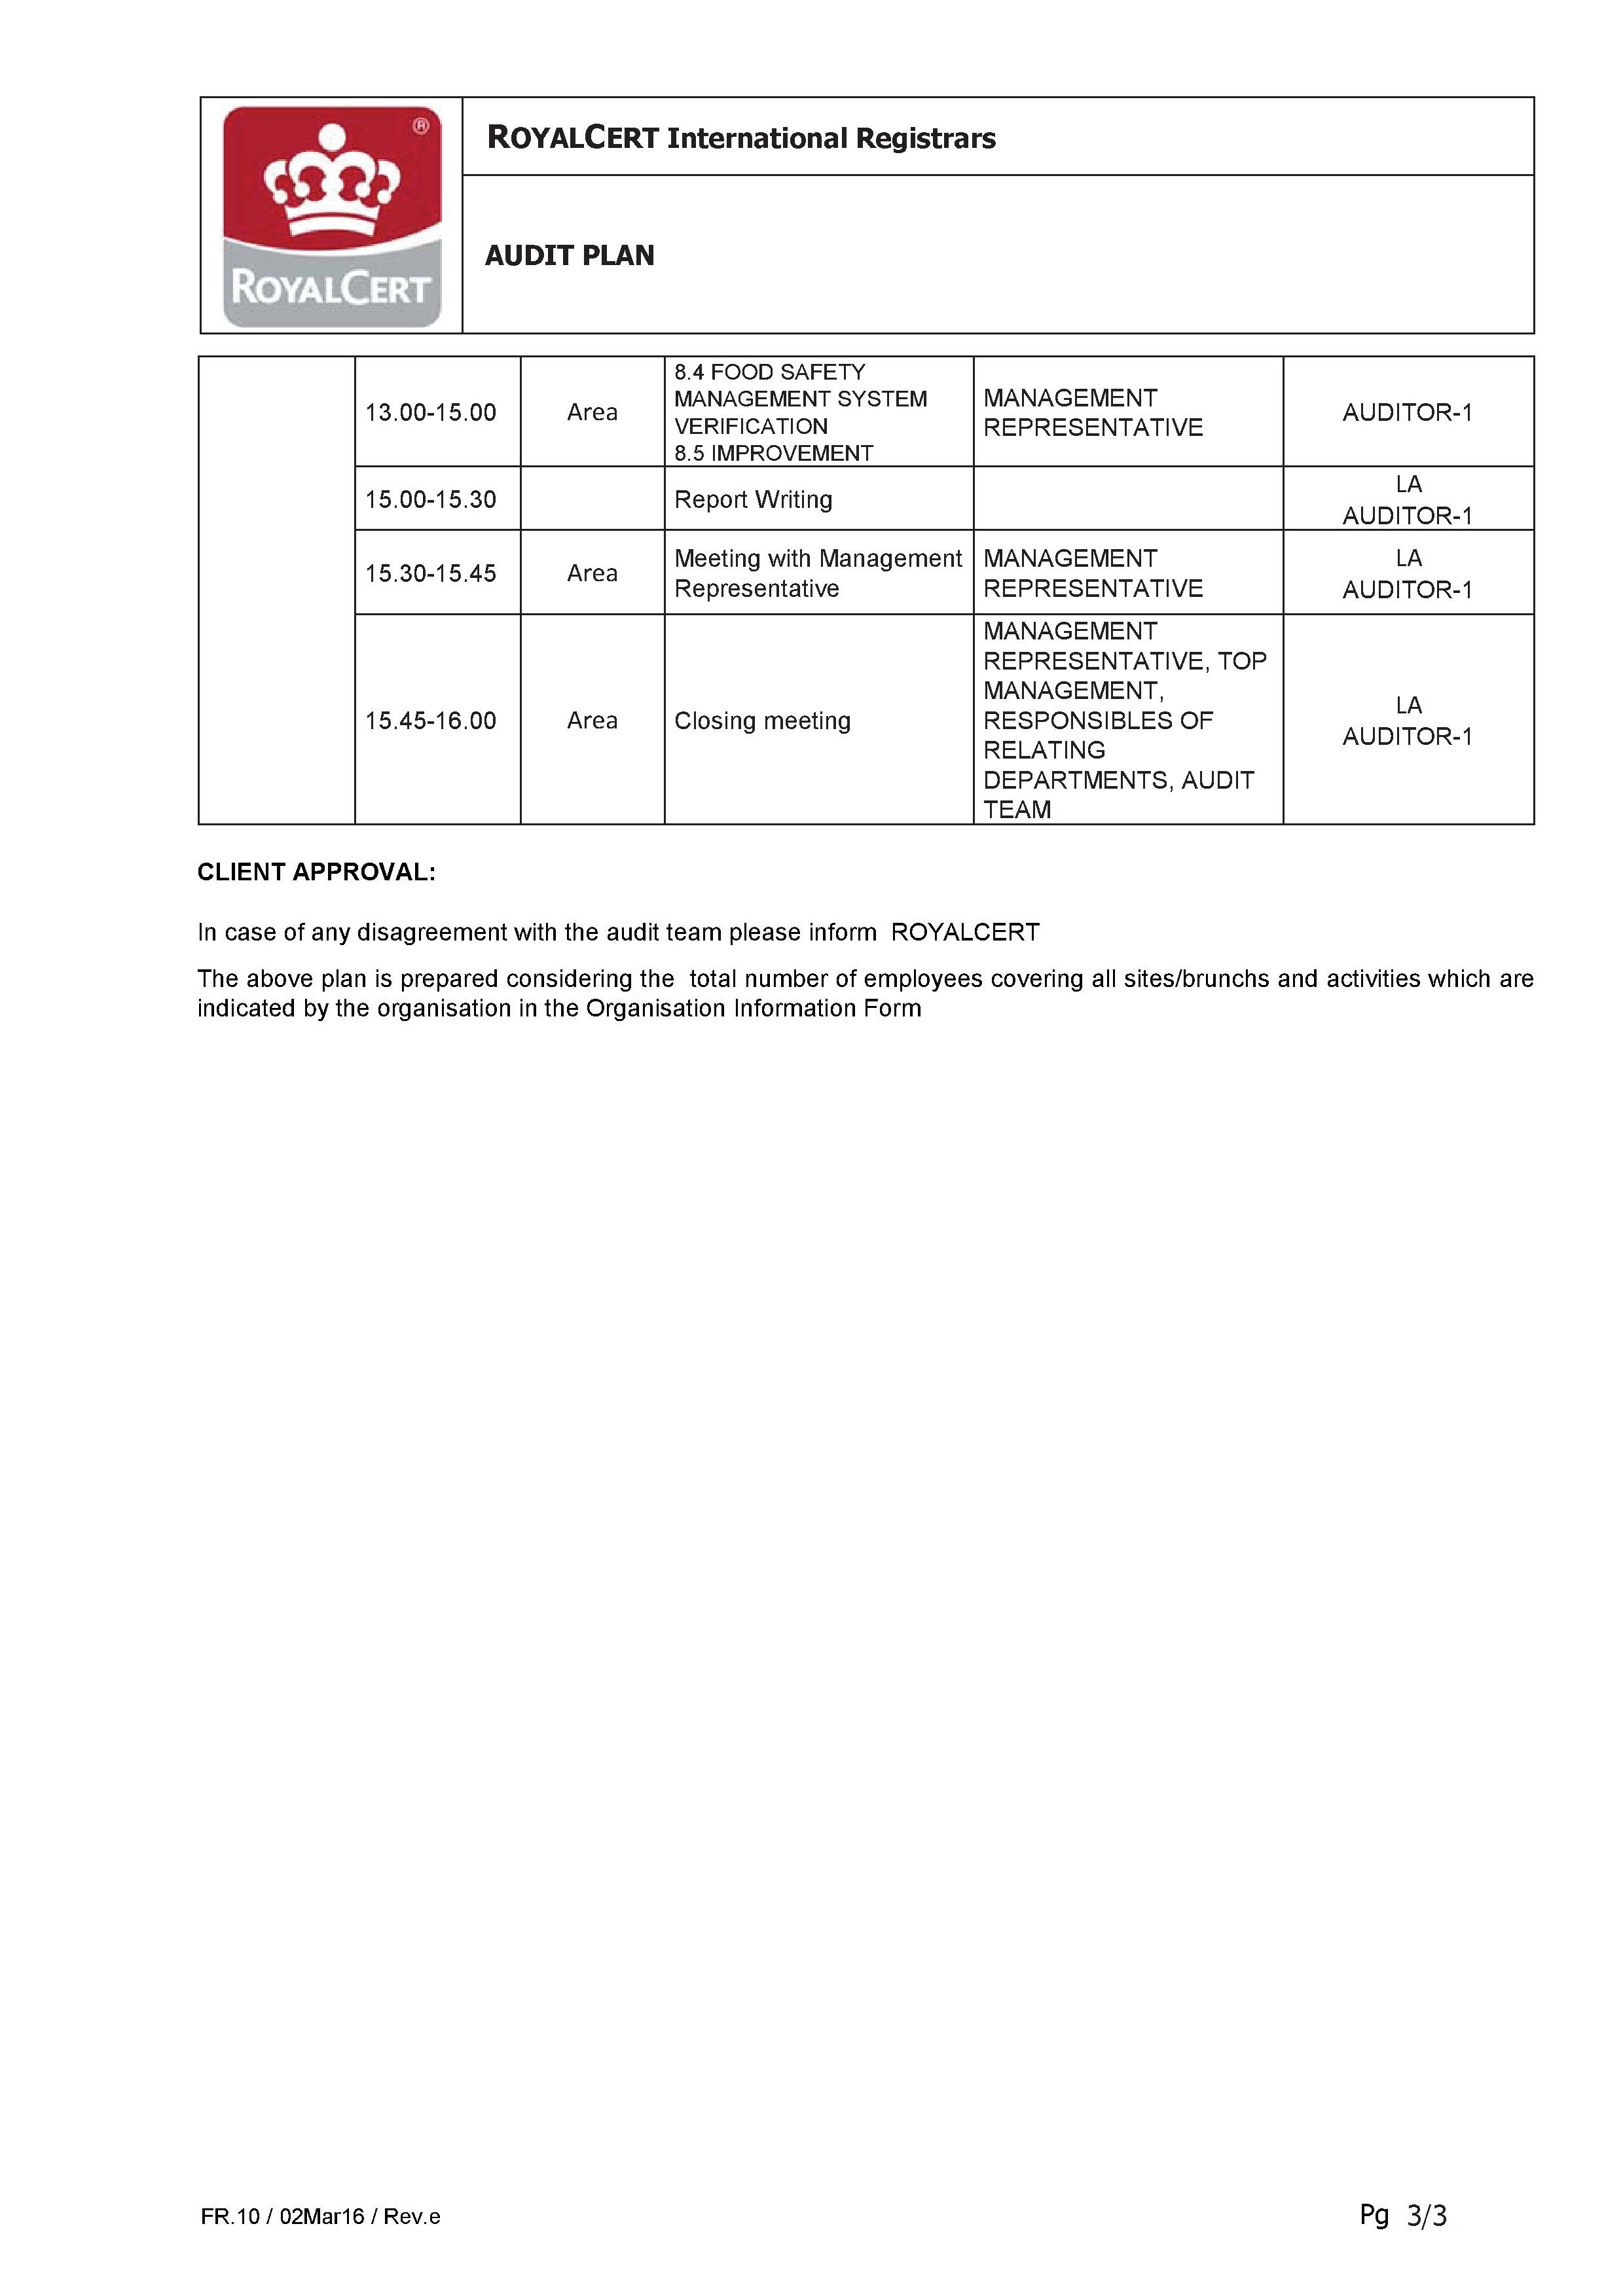 ®
ROYALCERT
ROYALCERT International Registrars
AUDIT PLAN
13.00-15.00
Area
8.4 FOOD SAFETY
MANAGEMENT SYSTEM
VERIFICATION
8.5 IMPROVEMENT
MANAGEMENT
REPRESENTATIVE
AUDITOR-1
15.00-15.30
Report Writing
LA
AUDITOR-1
15.30-15.45
Area
Meeting with Management
Representative
MANAGEMENT
REPRESENTATIVE
LA
AUDITOR-1
15.45-16.00
Area
Closing meeting
MANAGEMENT
REPRESENTATIVE, TOP
MANAGEMENT,
RESPONSIBLES OF
RELATING
DEPARTMENTS, AUDIT
TEAM
LA
AUDITOR-1
CLIENT APPROVAL:
In case of any disagreement with the audit team please inform ROYALCERT
The above plan is prepared considering the total number of employees covering all sites/brunchs and activities which are
indicated by the organisation in the Organisation Information Form
FR.10 / 02Mar16 / Rev.e
Pg 3/3